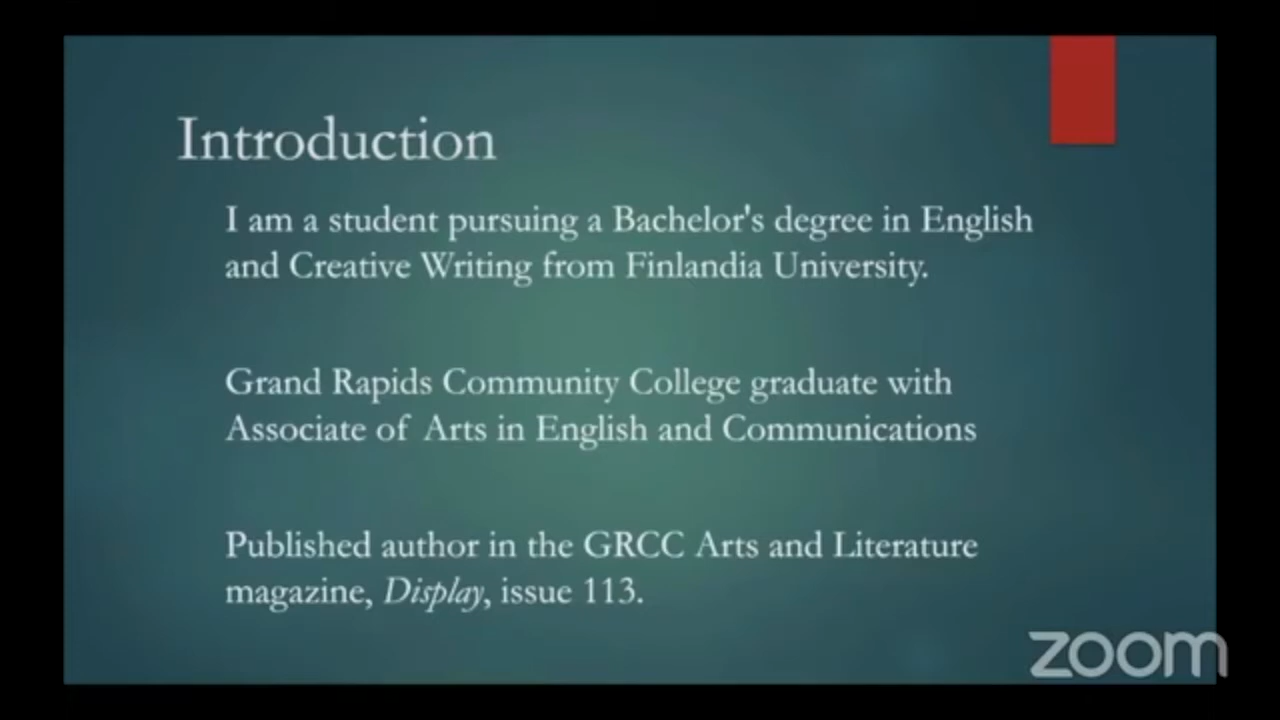 Introduction
I am a student pursuing a Bachelor's degree in English
and Creative Writing from Finlandia University.
Grand Rapids Community College graduate with
Associate of Arts in English and Communications
Published author in the GRCC Arts and Literature
magazine, Display, issue 113.
zoom